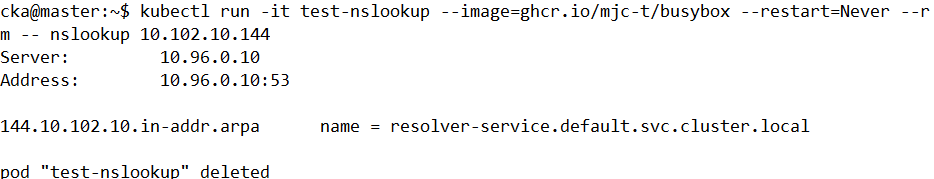 cka@master:~$ kubectl run -it test-nslookup --image=ghcr.io/mjc-t/busybox --restart=Never --r
m -- nslookup 10.102.10.144
Server:         10.96.0.10
Address:        10.96.0.10:53

144.10.102.10.in-addr.arpa      name = resolver-service.default.svc.cluster.local

pod "test-nslookup" deleted